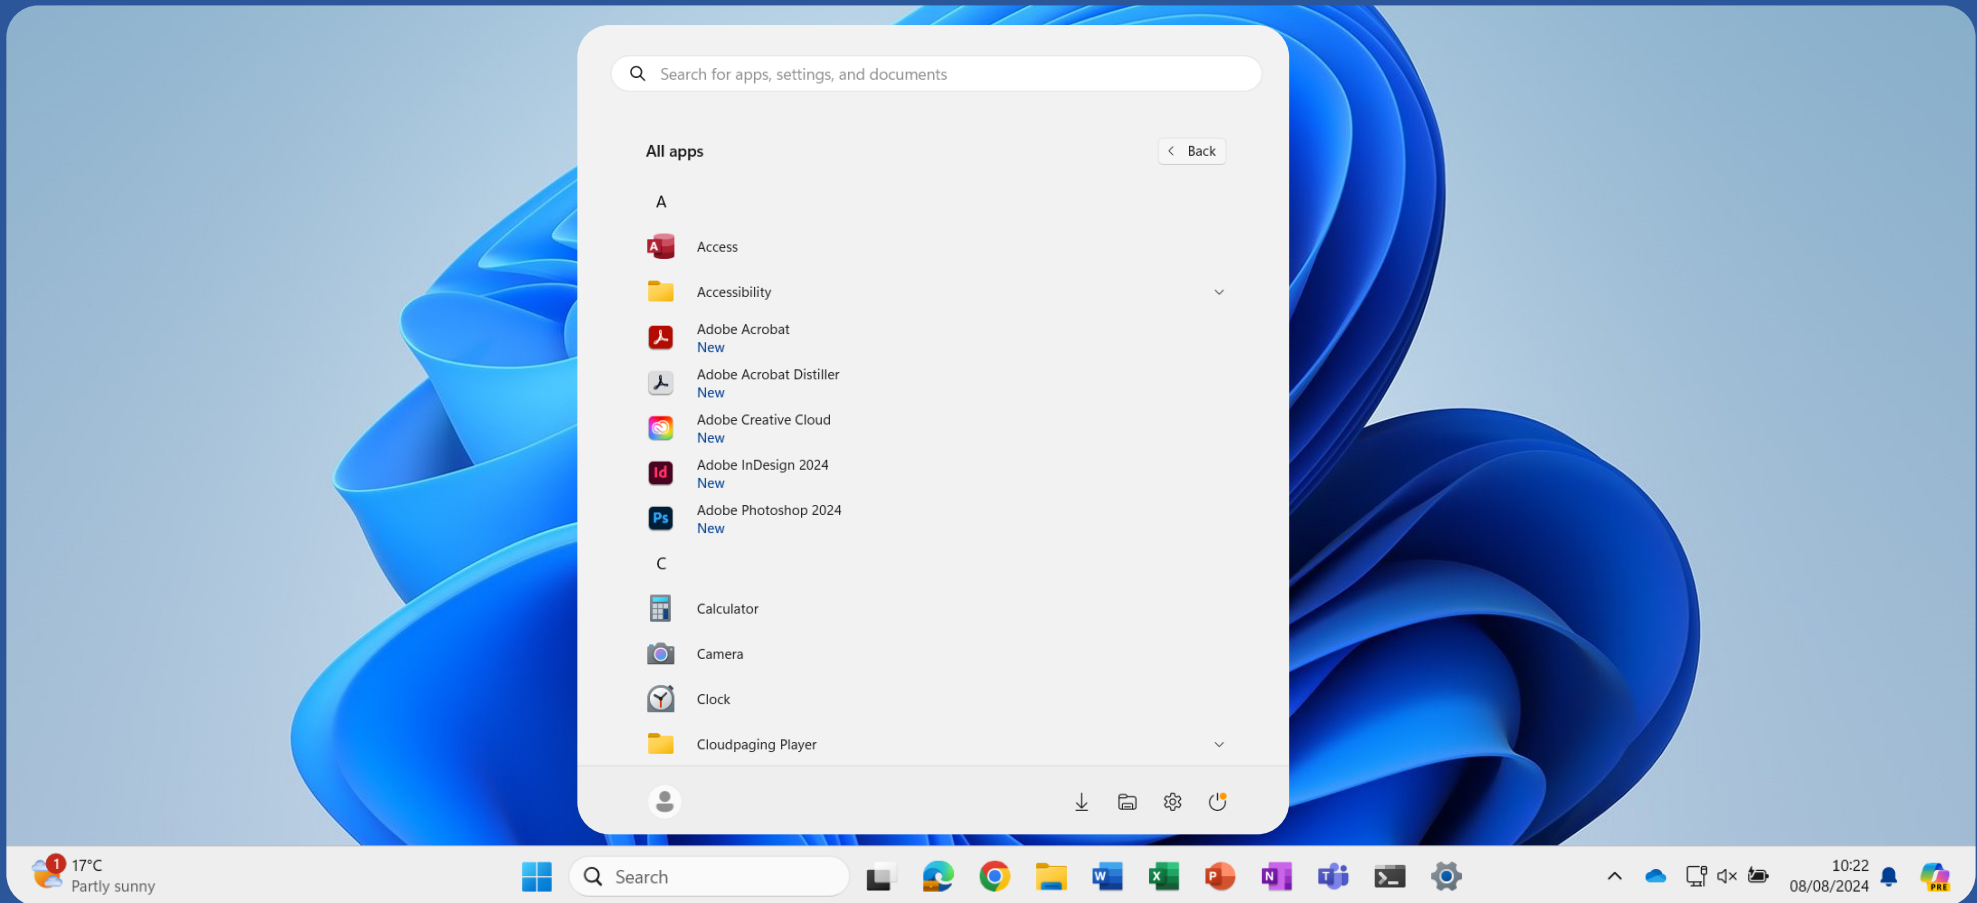 Search for apps, settings, and documents
All apps
Back
A
Access
Accessibility
Adobe Acrobat
New
Adobe Acrobat Distiller
New
Adobe Creative Cloud
New
Adobe InDesign 2024
New
Adobe Photoshop 2024
New
C
Calculator
Camera
Clock
Cloudpaging Player
1
17°C
Partly sunny
Search
10:22
08/08/2024
PRE